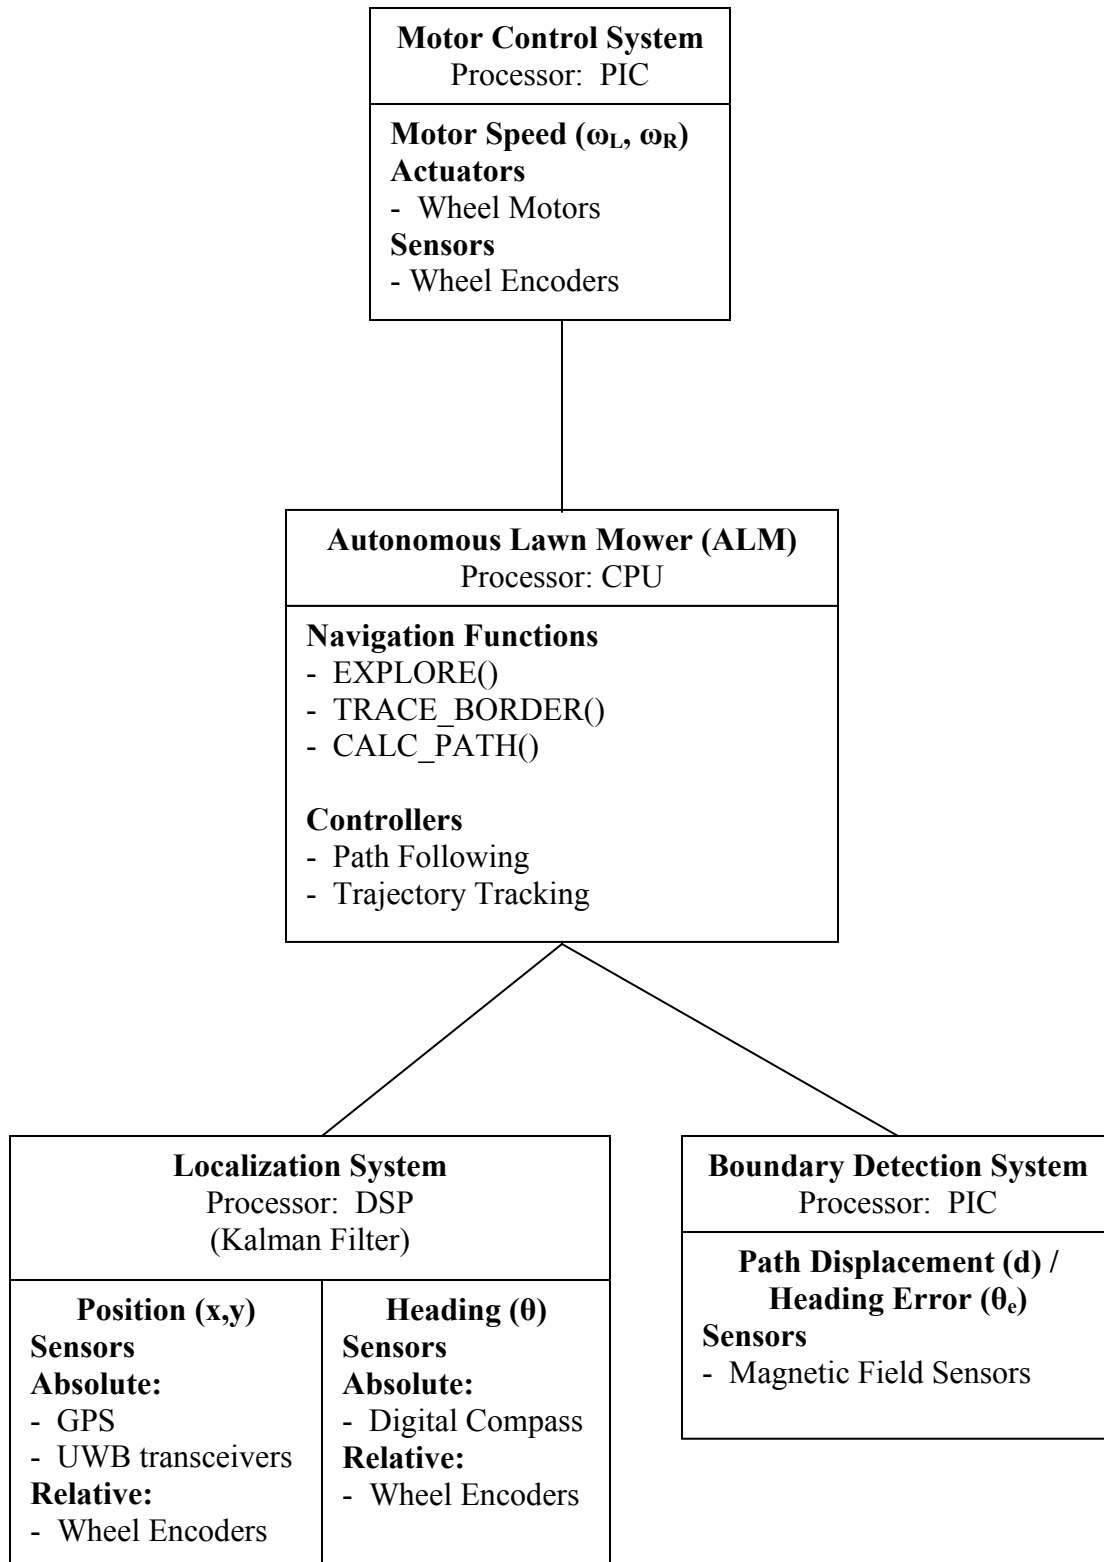 Motor Control System
Processor: PIC
Motor Speed (ωL, ωR)
Actuators
- Wheel Motors
Sensors
- Wheel Encoders
Autonomous Lawn Mower (ALM)
Processor: CPU
Navigation Functions
- EXPLORE()
- TRACE_BORDER()
- CALC_PATH()
Controllers
- Path Following
- Trajectory Tracking
Localization System
Processor: DSP
(Kalman Filter)
Position (x,y)
Sensors
Absolute:
- GPS
- UWB transceivers
Relative:
- Wheel Encoders
Heading (θ)
Sensors
Absolute:
- Digital Compass
Relative:
- Wheel Encoders
Boundary Detection System
Processor: PIC
Path Displacement (d) /
Heading Error (θe)
Sensors
- Magnetic Field Sensors